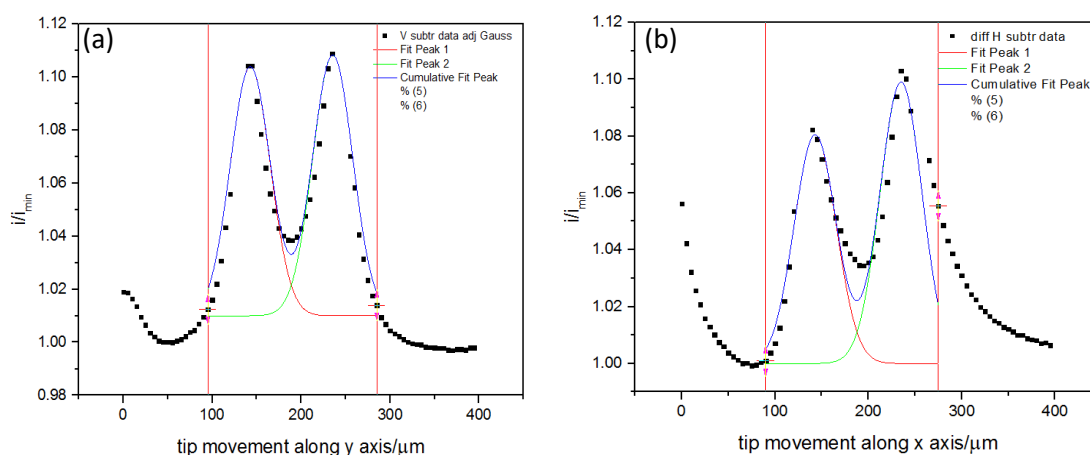 (a)
V subtr data adj Gauss
Fit Peak 1
Fit Peak 2
Cumulative Fit Peak
% (5)
% (6)
1.12
1.10
1.08
1.06
1.04
1.02
1.00
0.98
i/i_min
0 100 200 300 400
tip movement along y axis/μm
(b)
diff H subtr data
Fit Peak 1
Fit Peak 2
Cumulative Fit Peak
% (5)
% (6)
1.12
1.10
1.08
1.06
1.04
1.02
1.00
i/i_min
0 100 200 300 400
tip movement along x axis/μm